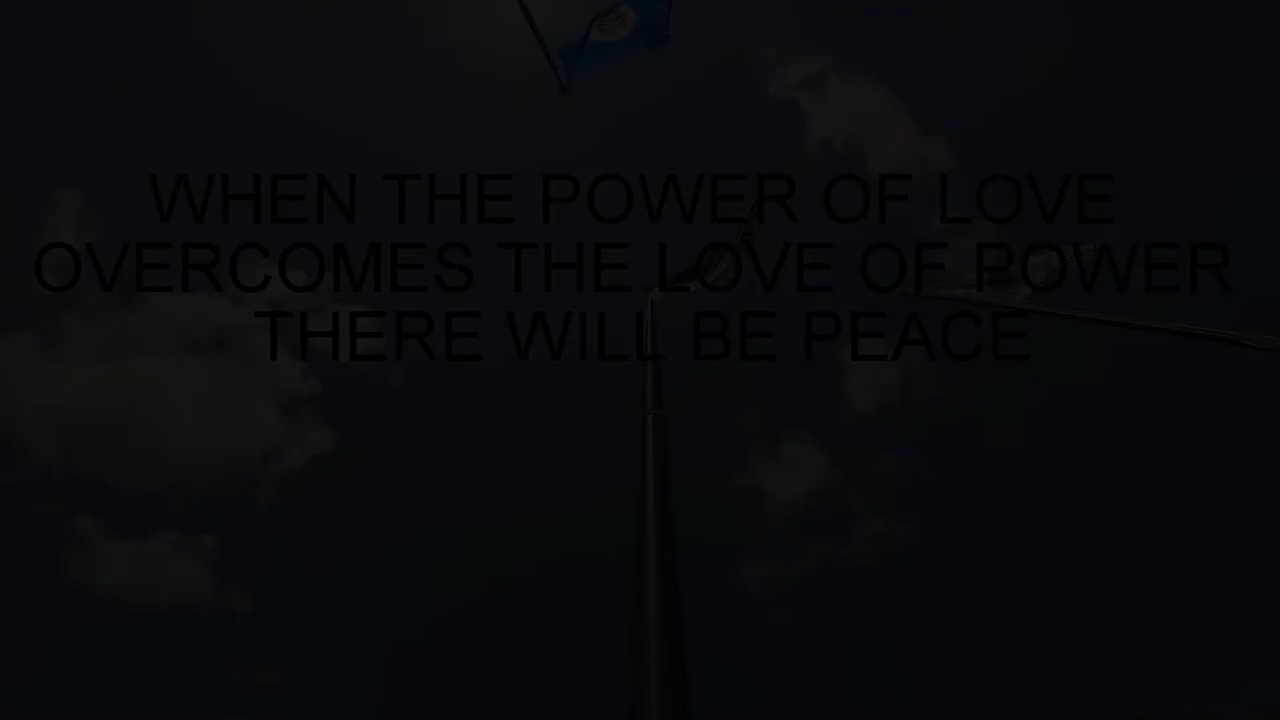 WHEN THE POWER OF LOVE
OVERCOMES THE LOVE OF POWER
THERE WILL BE PEACE